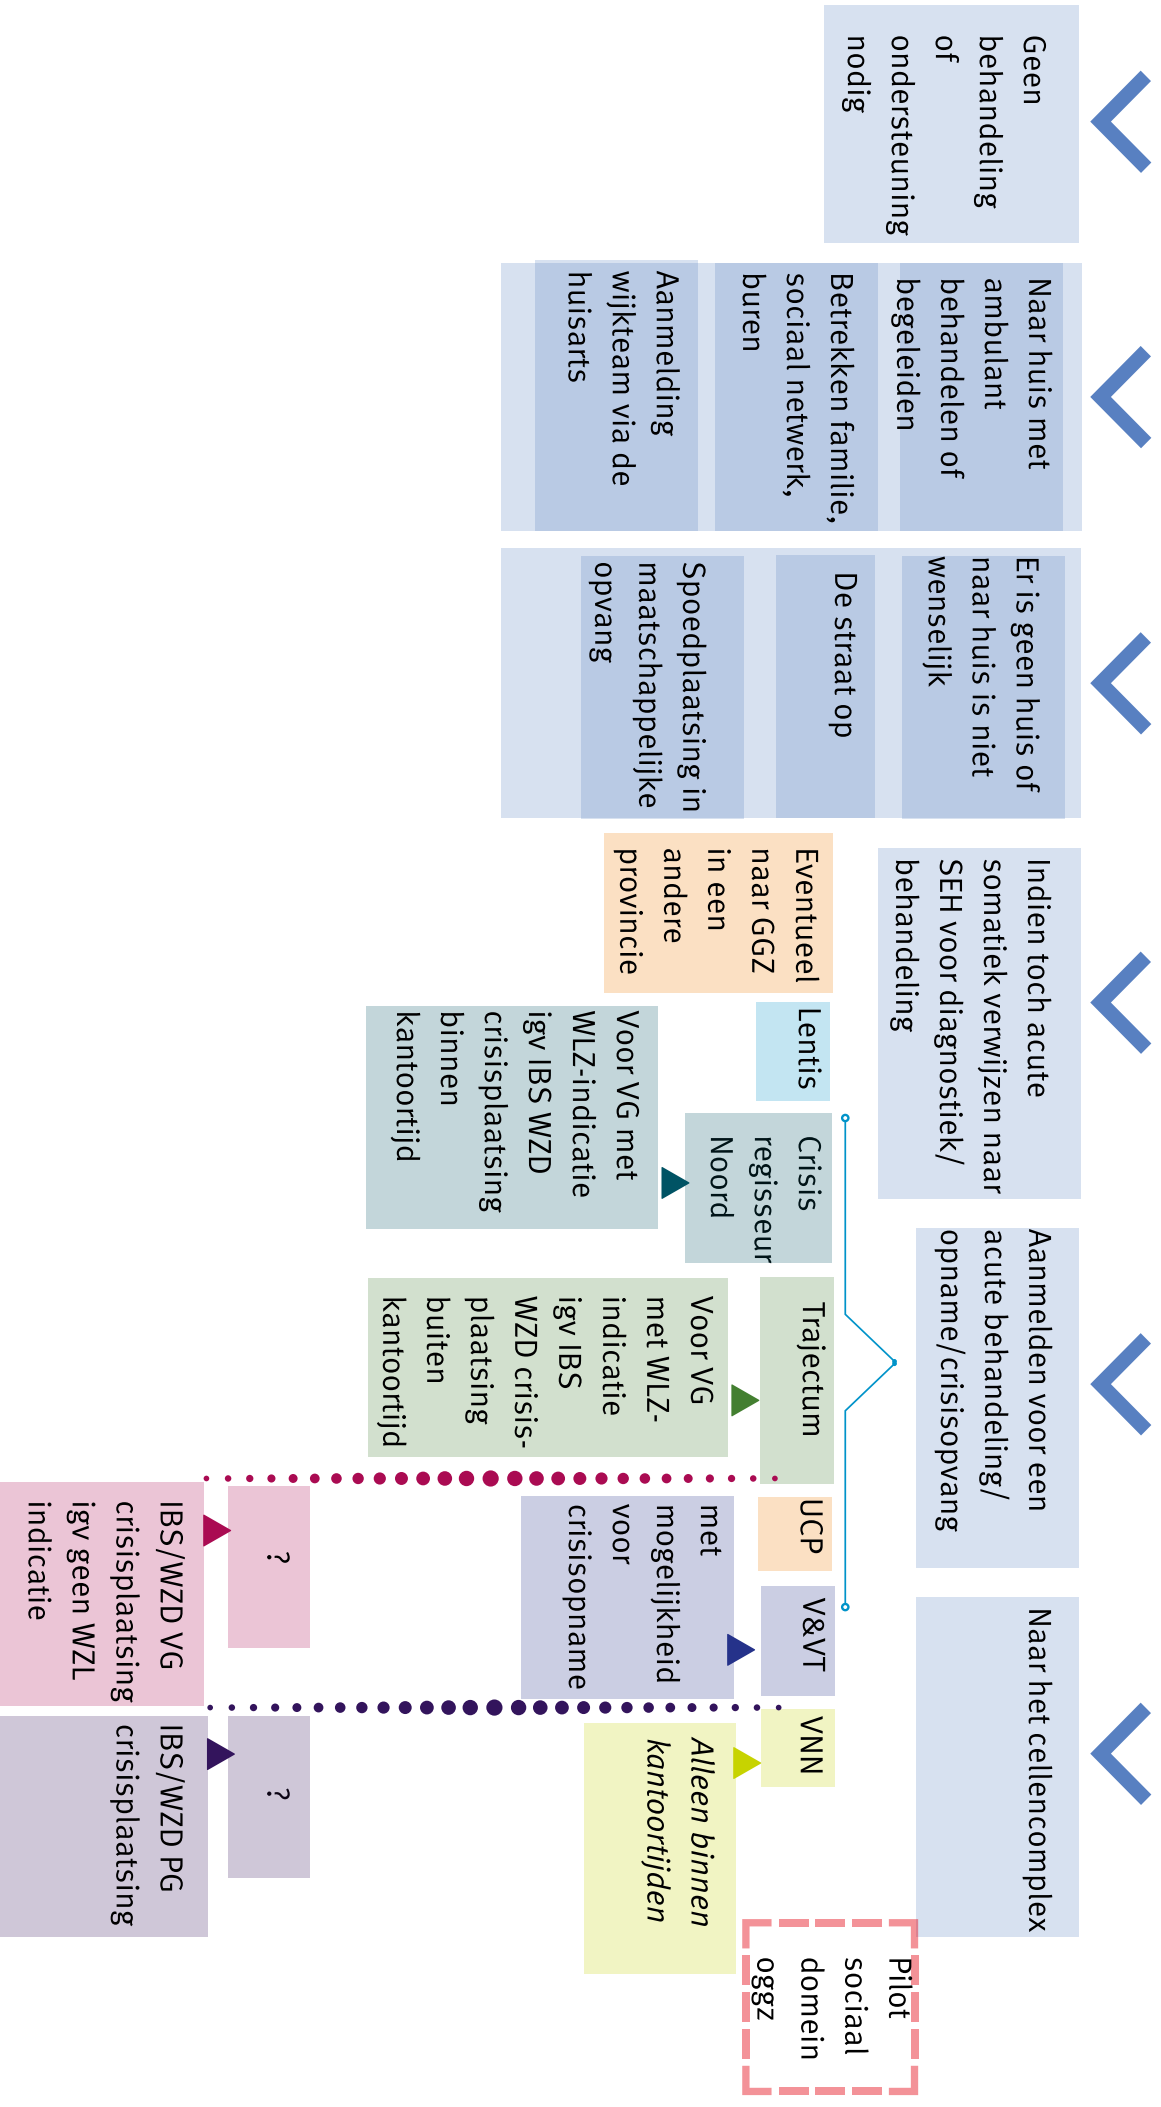 Geen
behandeling
of
ondersteuning
nodig
Naar huis met
ambulant
behandelen of
begeleiden
Betrekken familie,
sociaal netwerk,
buren
Aanmelding
wijkteam via de
huisarts
Er is geen huis of
naar huis is niet
wenselijk
De straat op
Spoedplaatsing in
maatschappelijke
opvang
Indien toch acute
somatiek verwijzen naar
SEH voor diagnostiek/
behandeling
Aanmelden voor een
acute behandeling/
opname/crisisopvang
Naar het cellencomplex
Eventueel
naar GGZ
in een
andere
provincie
Lentis
Crisis
regisseur
Noord
Voor VG met
WLZ-indicatie
igv IBS WZD
crisisplaatsing
binnen
kantoortijd
Trajectum
Voor VG
met WLZ-
indicatie
igv IBS
WZD crisis-
plaatsing
buiten
kantoortijd
UCP
V&VT
met
mogelijkheid
voor
crisisopname
VNN
Alleen binnen
kantoortijden
Pilot
sociaal
domein
oggz
?
IBS/WZD VG
crisisplaatsing
igv geen WZL
indicatie
?
IBS/WZD PG
crisisplaatsing